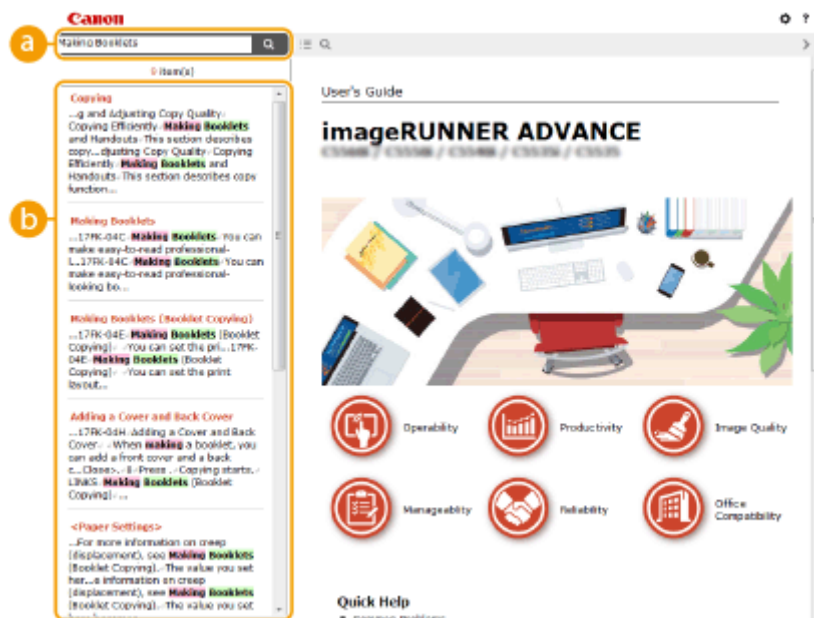 Canon
?
a
Making Booklets
item(s)
User's Guide
imageRUNNER ADVANCE
b
Copying
...g and Adjusting Copy Quality
Copying Efficiently Making Booklets
and Handouts This section describes
copy...djusting Copy Quality Copying
Efficiently Making Booklets and
Handouts This section describes copy
function...
Making Booklets
...17FK-04C Making Booklets You can
make easy-to-read professional-
l...17FK-04C Making Booklets You can
make easy-to-read professional-
looking bo...
Making Booklets (Booklet Copying)
...17FK-04E Making Booklets (Booklet
Copying) You can set the pri...17FK-
04E Making Booklets (Booklet
Copying) You can set the print
layout...
Adding a Cover and Back Cover
...17FK-04H Adding a Cover and Back
Cover When making a booklet, you
can add a front cover and a back
c...Close>. 8 Press . Copying starts.
LINKS Making Booklets (Booklet
Copying) ...
<Paper Settings>
...For more information on creep
(displacement), see Making Booklets
(Booklet Copying). The value you set
her...e information on creep
(displacement), see Making Booklets
(Booklet Copying). The value you set
Operability
Productivity
Image Quality
Manageablity
Reliability
Office
Compatibility
Quick Help
Common Problems